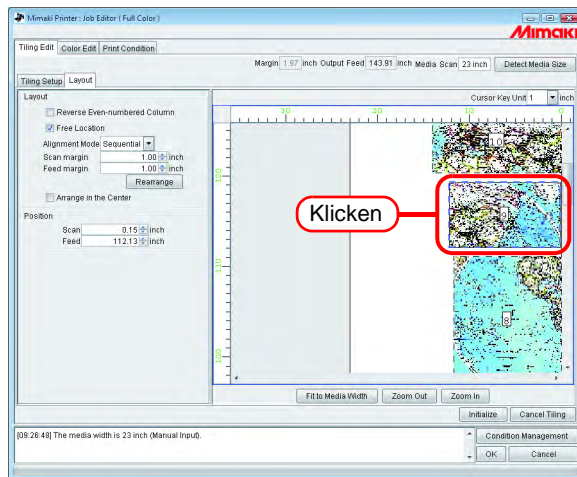 Mimaki Printer : Job Editor ( Full Color )
Mimaki
Tiling Edit Color Edit Print Condition
Margin 1.97 inch Output Feed 143.91 inch Media Scan 23 inch Detect Media Size
Tiling Setup Layout
Layout
Cursor Key Unit 1 inch
Reverse Even-numbered Column
Free Location
Alignment Mode Sequential
Scan margin 1.00 inch
Feed margin 1.00 inch
Rearrange
Arrange in the Center
Position
Scan 0.15 inch
Feed 112.13 inch
30 20 10 0
120
110
100
10
Klicken
9
8
Fit to Media Width Zoom Out Zoom In
Initialize Cancel Tiling
[09:26:48] The media width is 23 inch (Manual Input).
Condition Management
OK Cancel